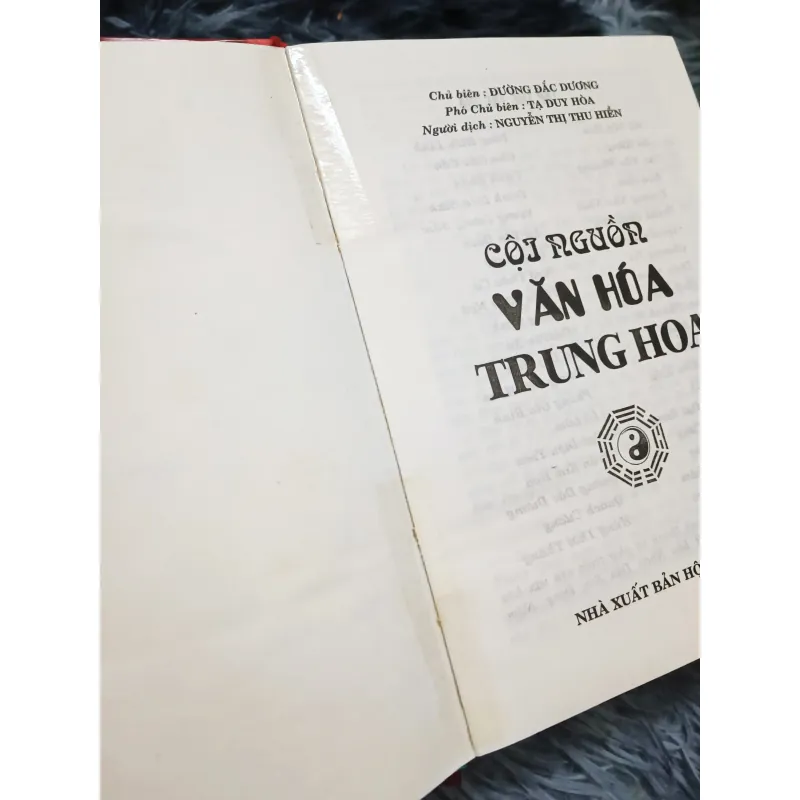 Chủ biên : ĐƯỜNG ĐẮC DƯƠNG
Phó Chủ biên : TẠ DUY HÒA
Người dịch : NGUYỄN THỊ THU HIỀN
CỘI NGUỒN
VĂN HÓA
TRUNG HOA
NHÀ XUẤT BẢN HỘ